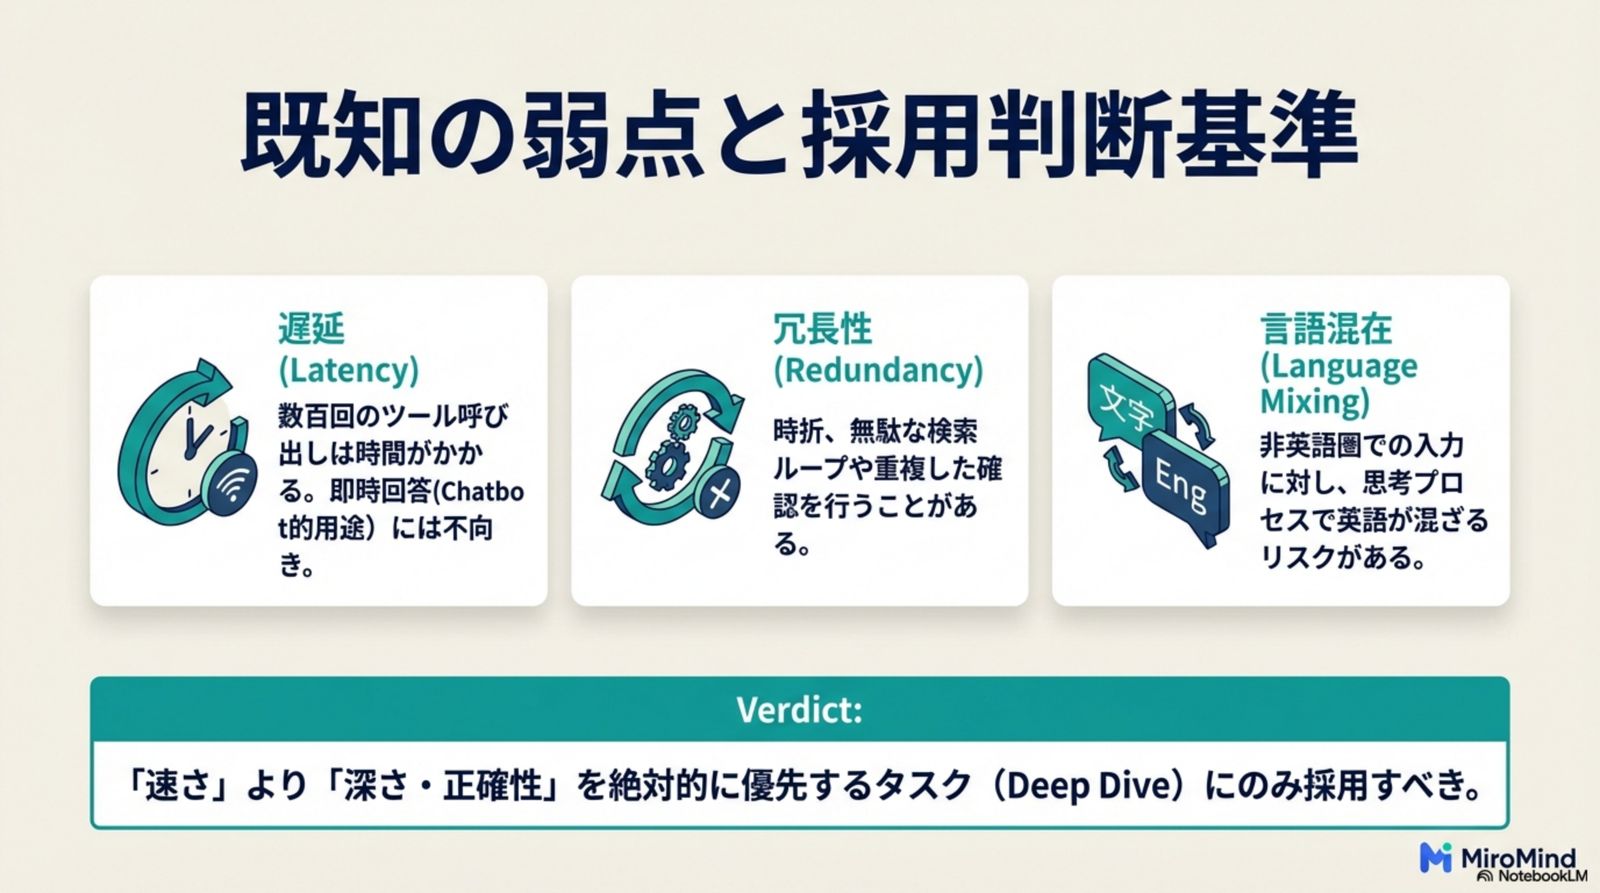 既知の弱点と採用判断基準
遅延
(Latency)
数百回のツール呼び
出しは時間がかか
る。即時回答(Chatbo
t的用途）には不向
き。
冗長性
(Redundancy)
時折、無駄な検索
ループや重複した確
認を行うことがあ
る。
文字
Eng
言語混在
(Language
Mixing)
非英語圏での入力
に対し、思考プロ
セスで英語が混ざる
リスクがある。
Verdict:
「速さ」より「深さ・正確性」を絶対的に優先するタスク（Deep Dive）にのみ採用すべき。
MiroMind
NotebookLM